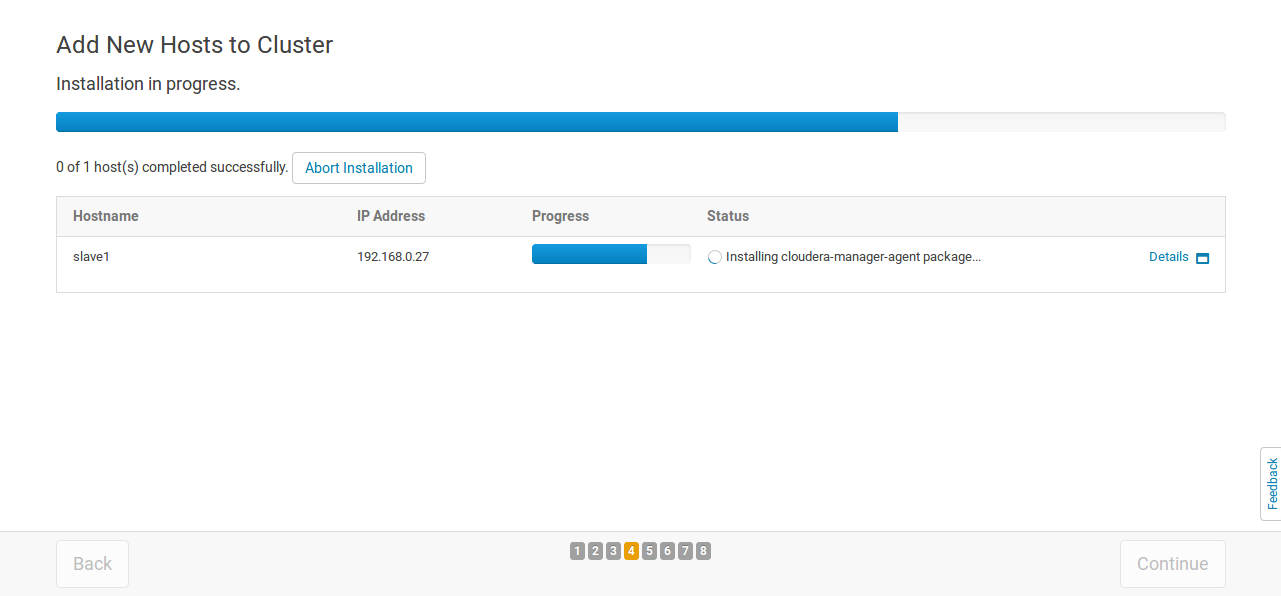 Add New Hosts to Cluster
Installation in progress.
0 of 1 host(s) completed successfully. Abort Installation
Hostname IP Address Progress Status
slave1 192.168.0.27 Installing cloudera-manager-agent package... Details
Feedback
Back 1 2 3 4 5 6 7 8 Continue